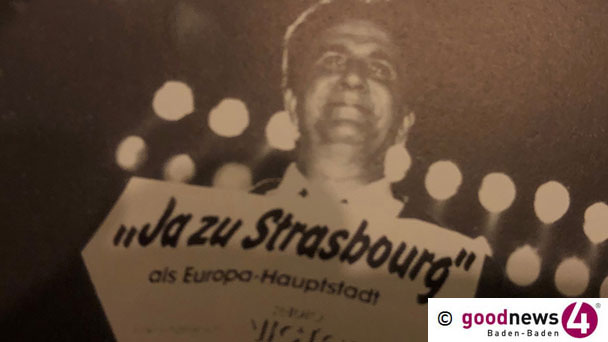 „Ja zu Strasbourg"
als Europa-Hauptstadt
© goodnews4®
Baden-Baden